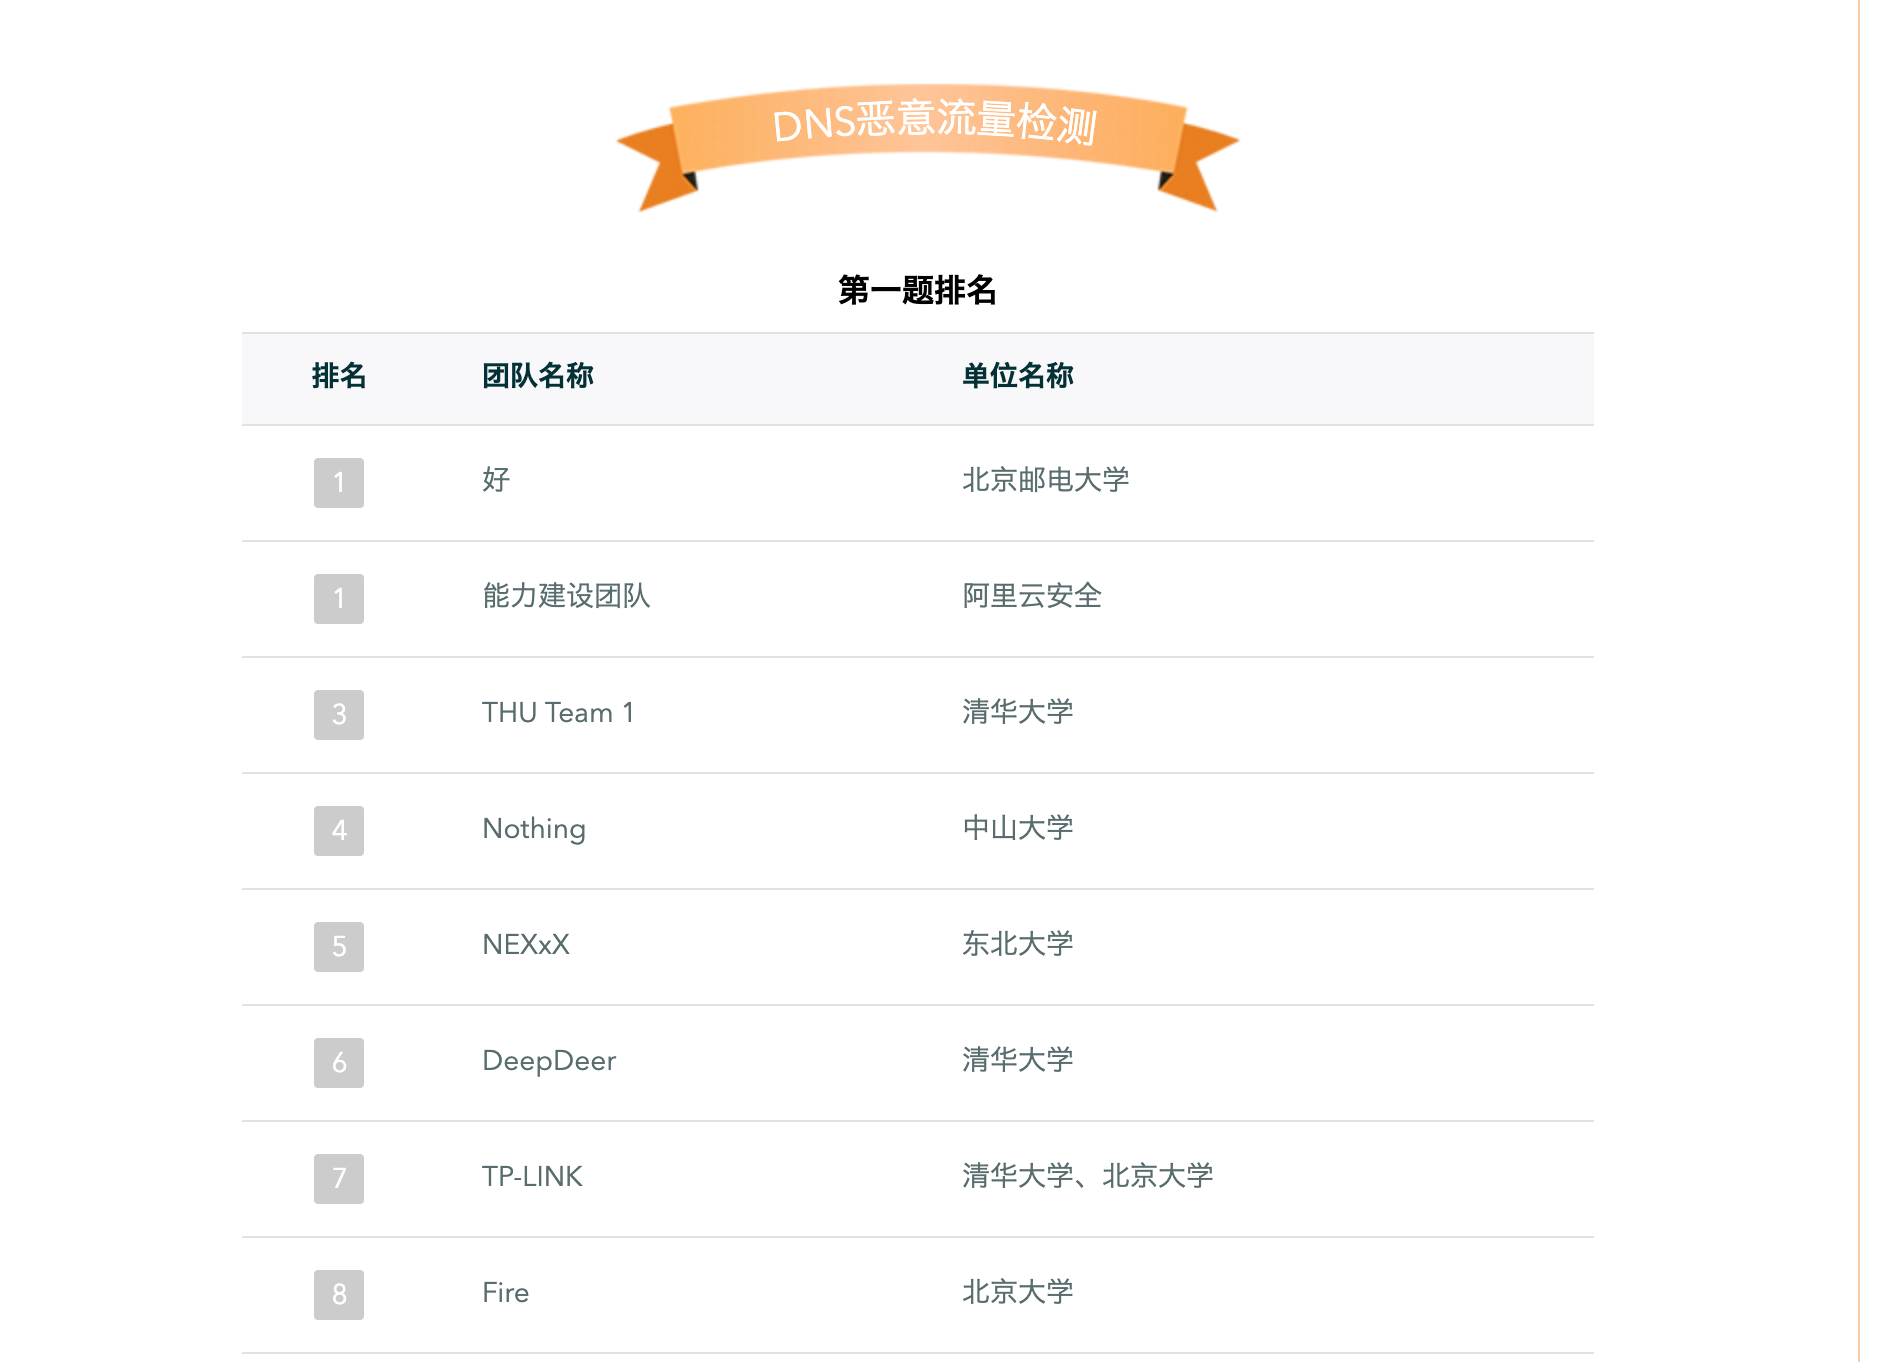 DNS恶意流量检测
第一题排名
排名 团队名称 单位名称
1 好 北京邮电大学
1 能力建设团队 阿里云安全
3 THU Team 1 清华大学
4 Nothing 中山大学
5 NEXxX 东北大学
6 DeepDeer 清华大学
7 TP-LINK 清华大学、北京大学
8 Fire 北京大学